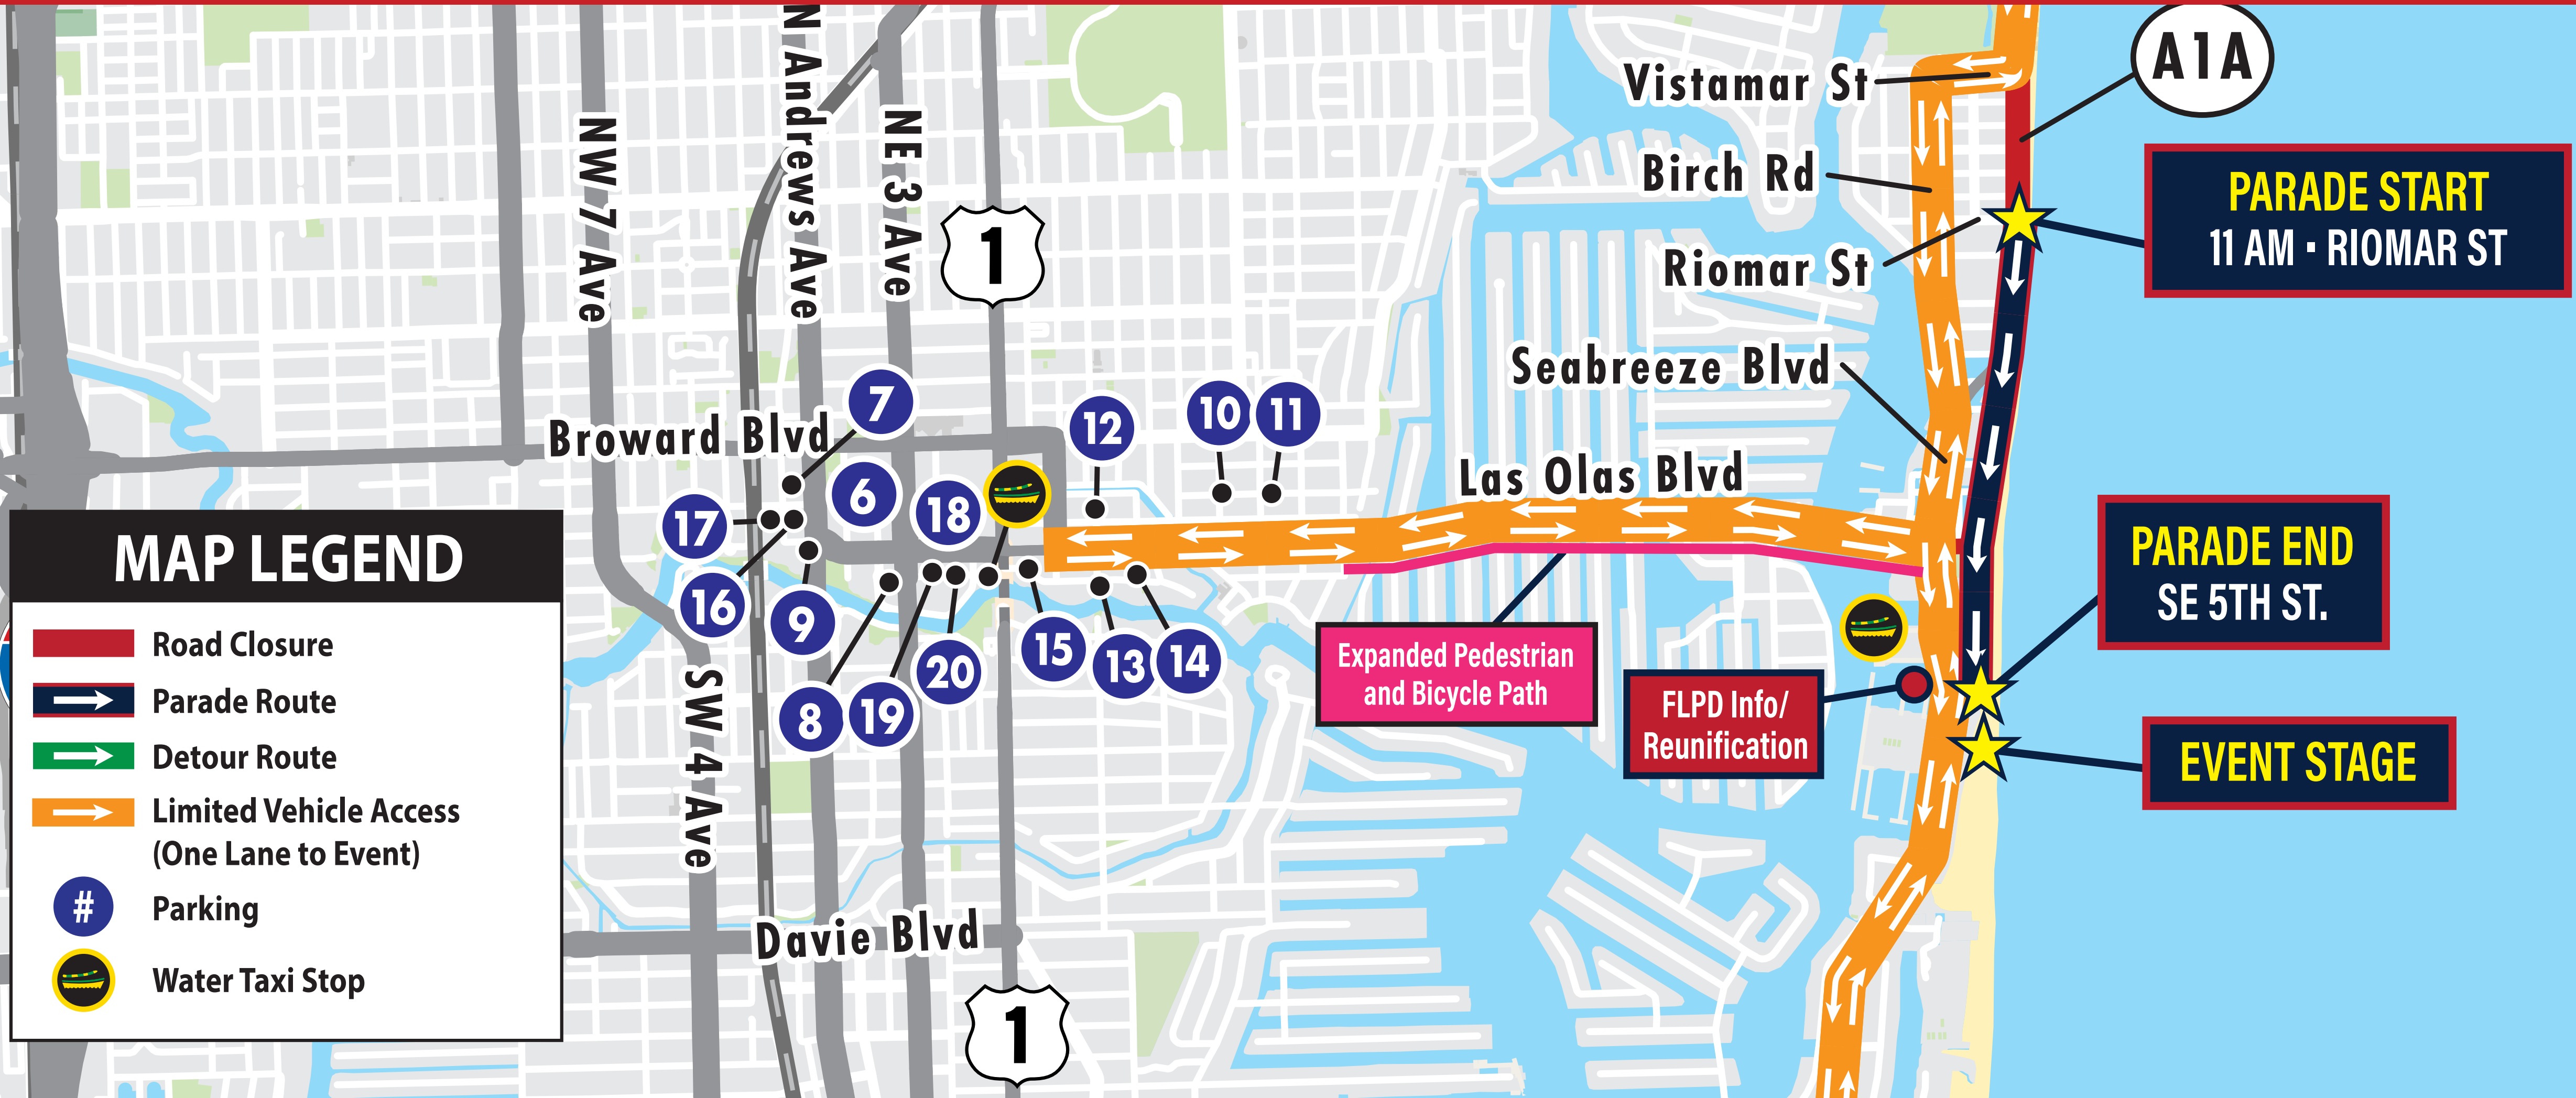 N Andrews Ave
A1A
Vistamar St
NW 7 Ave
NE 3 Ave
Birch Rd
PARADE START
11 AM · RIOMAR ST
1
Riomar St
Seabreeze Blvd
7
Broward Blvd
12
10
11
Las Olas Blvd
6
18
17
MAP LEGEND
Road Closure
Parade Route
Detour Route
Limited Vehicle Access
(One Lane to Event)
#
Parking
Water Taxi Stop
16
9
8
19
20
15
13
14
PARADE END
SE 5TH ST.
Expanded Pedestrian
and Bicycle Path
FLPD Info/
Reunification
EVENT STAGE
SW 4 Ave
Davie Blvd
1